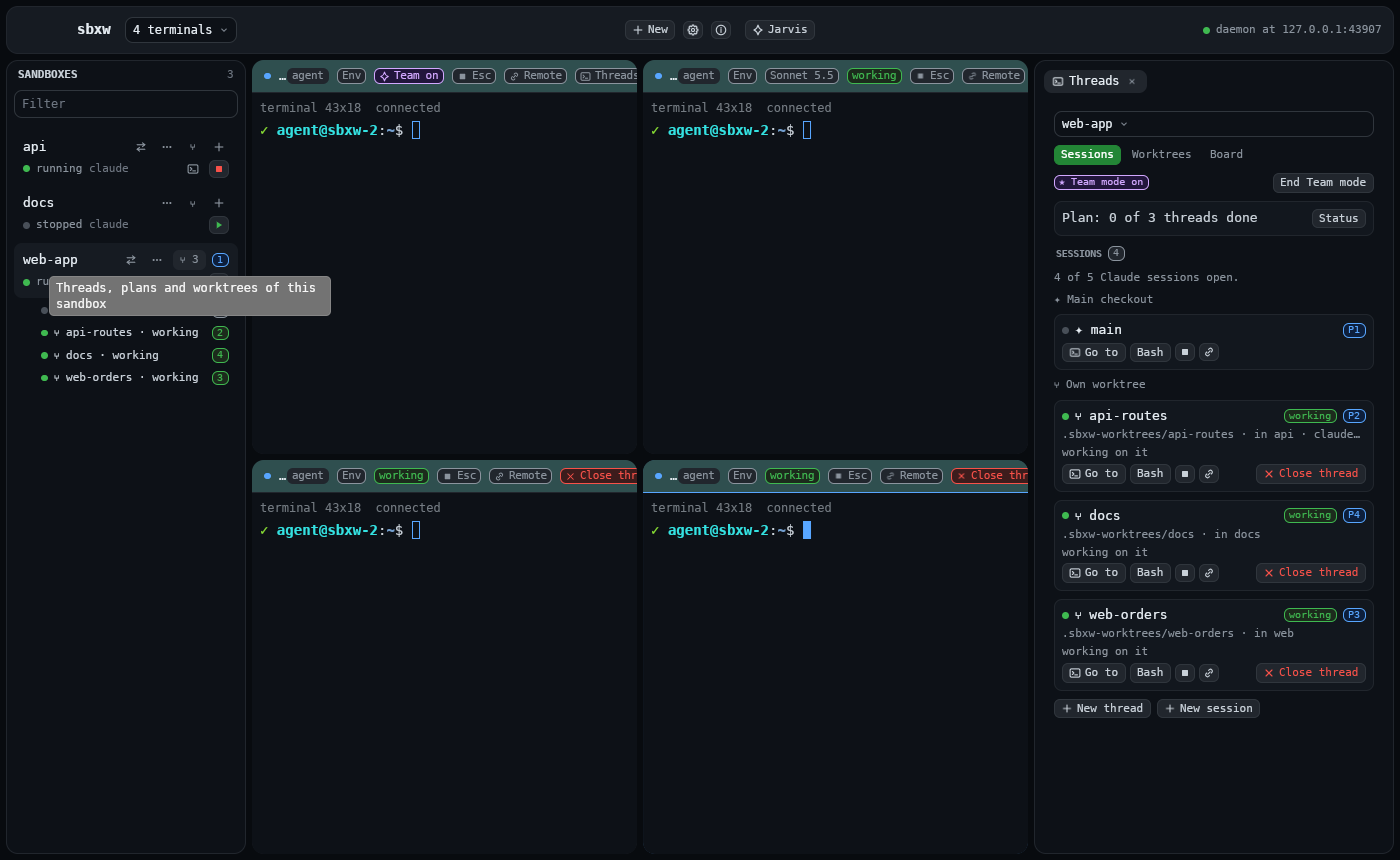 sbxw
4 terminals
New
Jarvis
daemon at 127.0.0.1:43907
SANDBOXES 3
Filter
api
running claude
docs
stopped claude
web-app 3 1
ru
Threads, plans and worktrees of this
sandbox
api-routes · working 2
docs · working 4
web-orders · working 3
… agent Env Team on Esc Remote Threads
terminal 43x18 connected
✓ agent@sbxw-2:~$
… agent Env Sonnet 5.5 working Esc Remote
terminal 43x18 connected
✓ agent@sbxw-2:~$
… agent Env working Esc Remote Close thr
terminal 43x18 connected
✓ agent@sbxw-2:~$
… agent Env working Esc Remote Close thr
terminal 43x18 connected
✓ agent@sbxw-2:~$
Threads ×
web-app
Sessions Worktrees Board
★ Team mode on End Team mode
Plan: 0 of 3 threads done Status
SESSIONS 4
4 of 5 Claude sessions open.
✦ Main checkout
✦ main P1
Go to Bash
Own worktree
api-routes working P2
.sbxw-worktrees/api-routes · in api · claude…
working on it
Go to Bash Close thread
docs working P4
.sbxw-worktrees/docs · in docs
working on it
Go to Bash Close thread
web-orders working P3
.sbxw-worktrees/web-orders · in web
working on it
Go to Bash Close thread
New thread New session